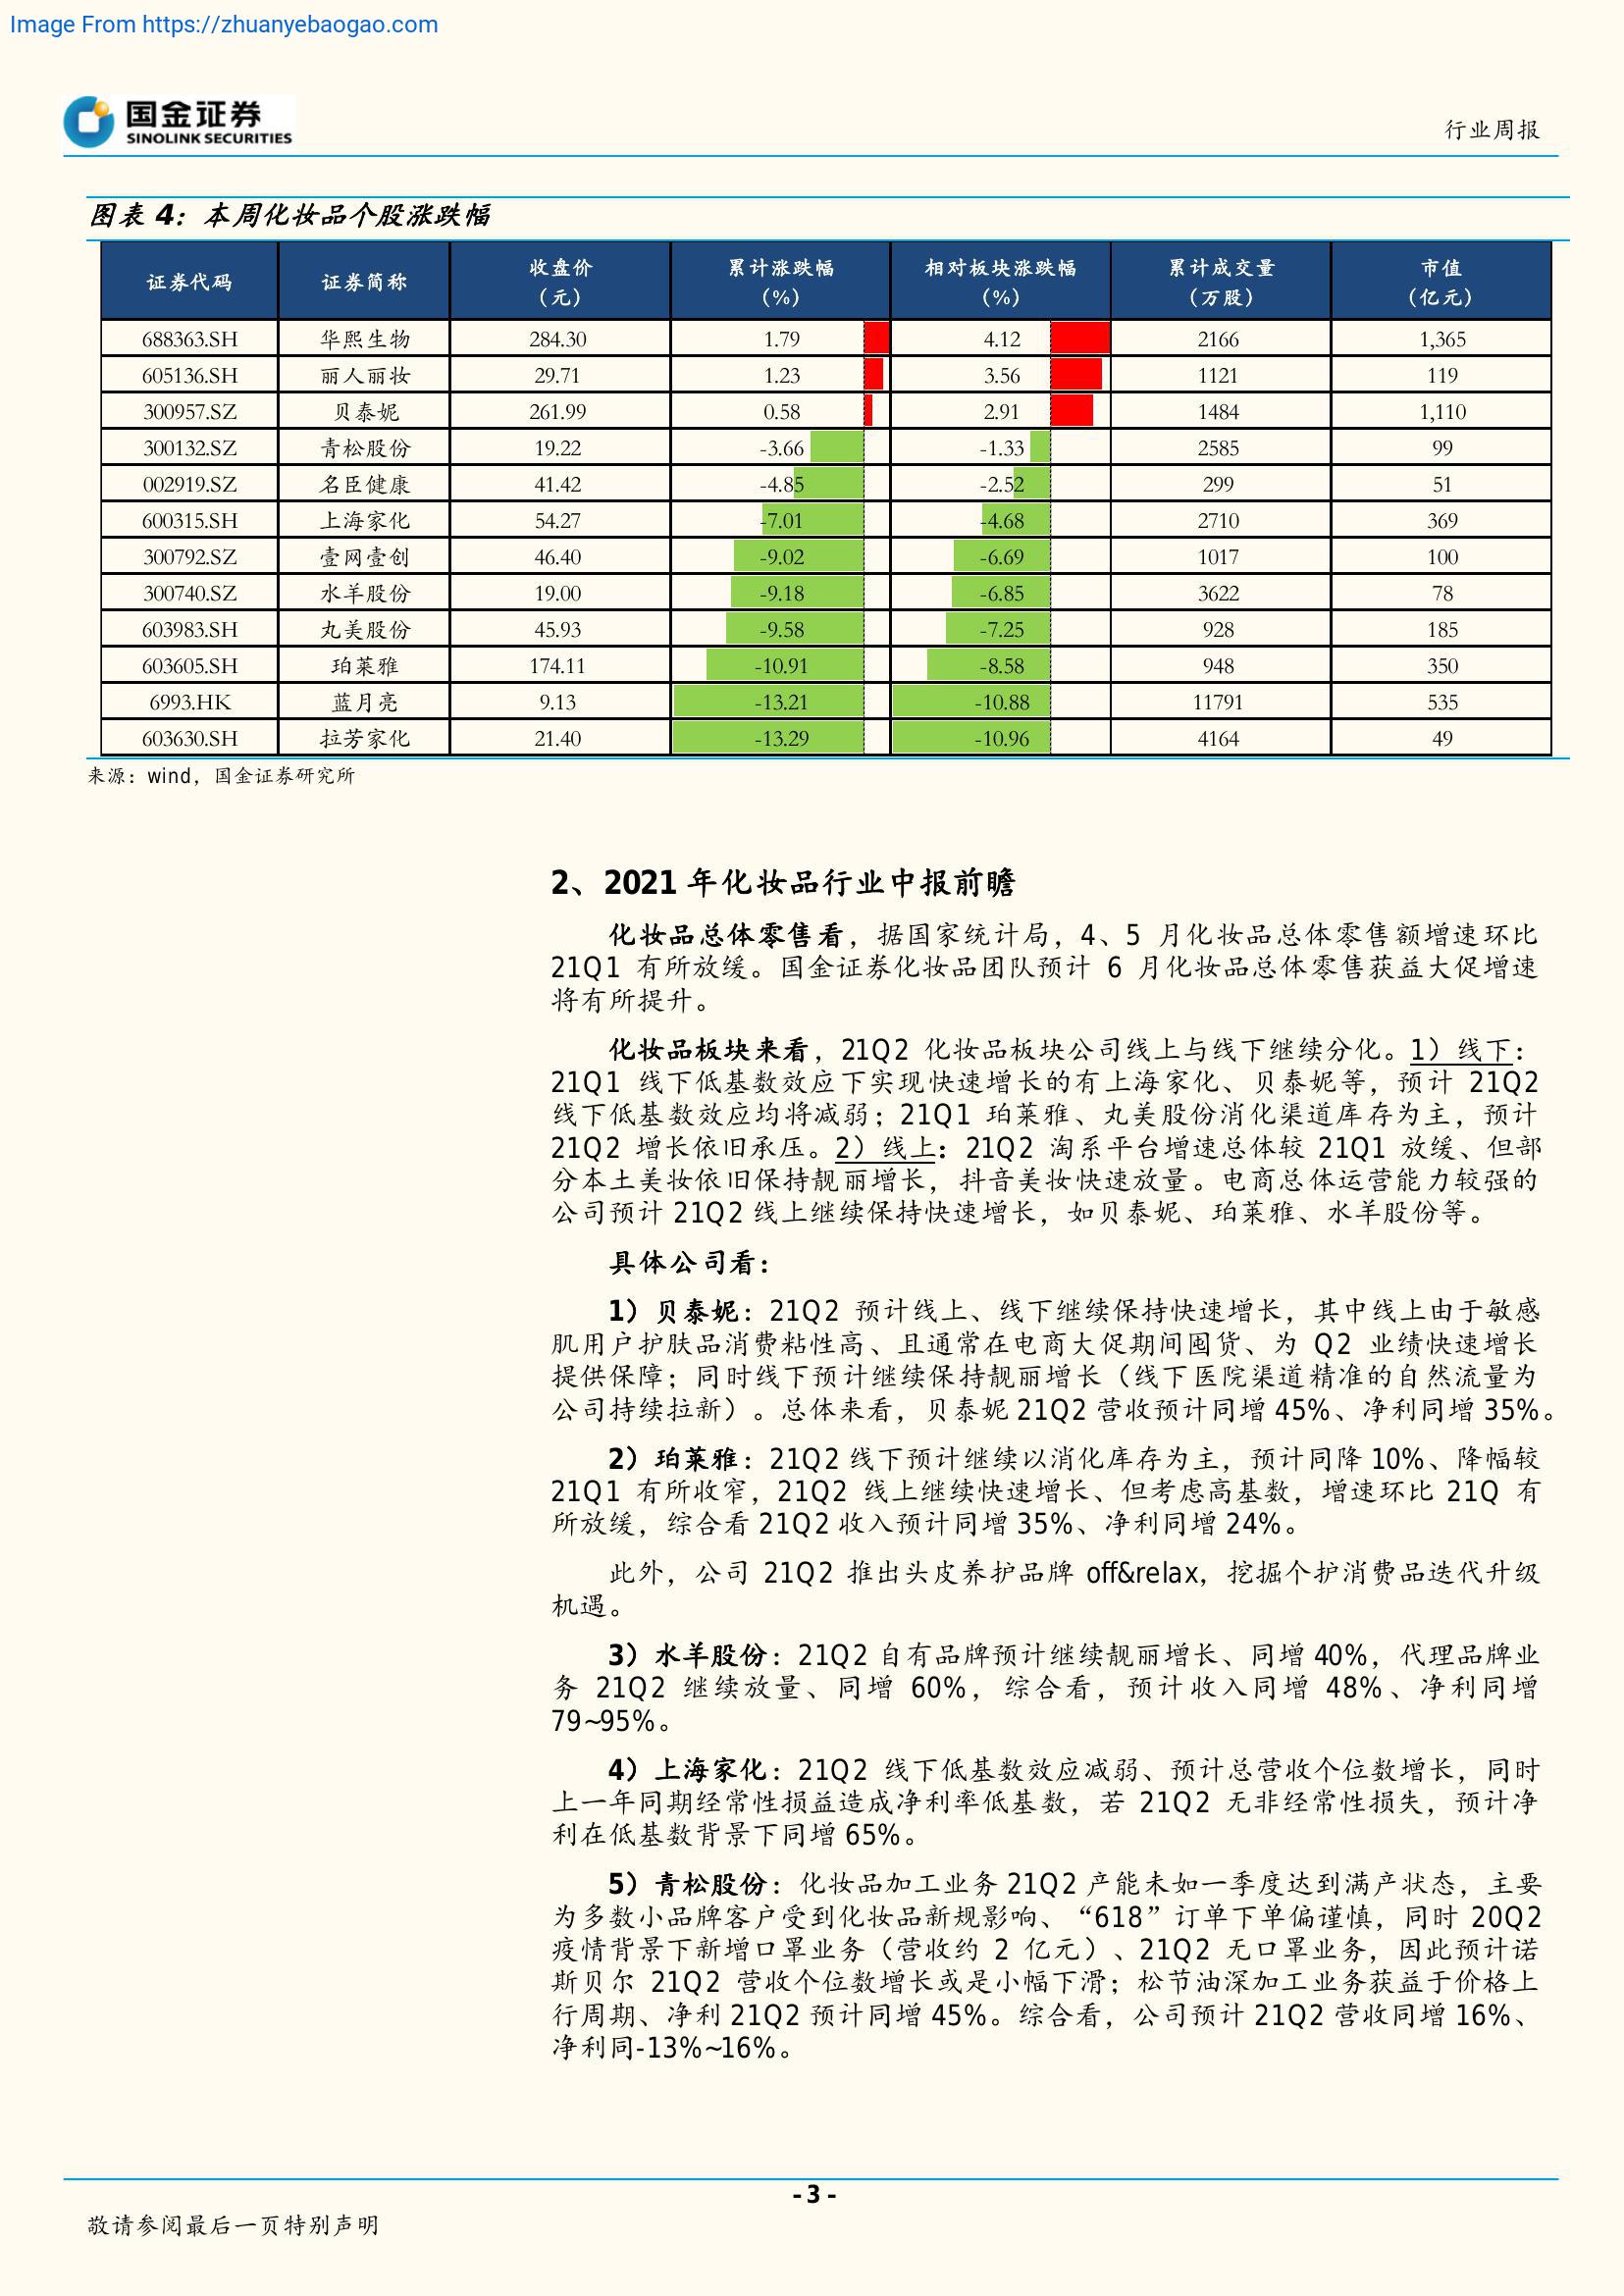 Image From https://zhuanyebaogao.com
国金证券
SINOLINK SECURITIES
行业周报
图表 4：本周化妆品个股涨跌幅
证券代码 证券简称 收盘价（元） 累计涨跌幅（%） 相对板块涨跌幅（%） 累计成交量（万股） 市值（亿元）
688363.SH 华熙生物 284.30 1.79 4.12 2166 1,365
605136.SH 丽人丽妆 29.71 1.23 3.56 1121 119
300957.SZ 贝泰妮 261.99 0.58 2.91 1484 1,110
300132.SZ 青松股份 19.22 -3.66 -1.33 2585 99
002919.SZ 名臣健康 41.42 -4.85 -2.52 299 51
600315.SH 上海家化 54.27 -7.01 -4.68 2710 369
300792.SZ 壹网壹创 46.40 -9.02 -6.69 1017 100
300740.SZ 水羊股份 19.00 -9.18 -6.85 3622 78
603983.SH 丸美股份 45.93 -9.58 -7.25 928 185
603605.SH 珀莱雅 174.11 -10.91 -8.58 948 350
6993.HK 蓝月亮 9.13 -13.21 -10.88 11791 535
603630.SH 拉芳家化 21.40 -13.29 -10.96 4164 49
来源：wind，国金证券研究所
2、2021 年化妆品行业中报前瞻
化妆品总体零售看，据国家统计局，4、5 月化妆品总体零售额增速环比
21Q1 有所放缓。国金证券化妆品团队预计 6 月化妆品总体零售获益大促增速
将有所提升。
化妆品板块来看，21Q2 化妆品板块公司线上与线下继续分化。1）线下：
21Q1 线下低基数效应下实现快速增长的有上海家化、贝泰妮等，预计 21Q2
线下低基数效应均将减弱；21Q1 珀莱雅、丸美股份消化渠道库存为主，预计
21Q2 增长依旧承压。2）线上：21Q2 淘系平台增速总体较 21Q1 放缓、但部
分本土美妆依旧保持靓丽增长，抖音美妆快速放量。电商总体运营能力较强的
公司预计 21Q2 线上继续保持快速增长，如贝泰妮、珀莱雅、水羊股份等。
具体公司看：
1）贝泰妮：21Q2 预计线上、线下继续保持快速增长，其中线上由于敏感
肌用户护肤品消费粘性高、且通常在电商大促期间囤货、为 Q2 业绩快速增长
提供保障；同时线下预计继续保持靓丽增长（线下医院渠道精准的自然流量为
公司持续拉新）。总体来看，贝泰妮 21Q2 营收预计同增 45%、净利同增 35%。
2）珀莱雅：21Q2 线下预计继续以消化库存为主，预计同降 10%、降幅较
21Q1 有所收窄，21Q2 线上继续快速增长、但考虑高基数，增速环比 21Q 有
所放缓，综合看 21Q2 收入预计同增 35%、净利同增 24%。
此外，公司 21Q2 推出头皮养护品牌 off&relax，挖掘个护消费品迭代升级
机遇。
3）水羊股份：21Q2 自有品牌预计继续靓丽增长、同增 40%，代理品牌业
务 21Q2 继续放量、同增 60%，综合看，预计收入同增 48%、净利同增
79~95%。
4）上海家化：21Q2 线下低基数效应减弱、预计总营收个位数增长，同时
上一年同期经常性损益造成净利率低基数，若 21Q2 无非经常性损失，预计净
利在低基数背景下同增 65%。
5）青松股份：化妆品加工业务 21Q2 产能未如一季度达到满产状态，主要
为多数小品牌客户受到化妆品新规影响、“618”订单下单偏谨慎，同时 20Q2
疫情背景下新增口罩业务（营收约 2 亿元）、21Q2 无口罩业务，因此预计诺
斯贝尔 21Q2 营收个位数增长或是小幅下滑；松节油深加工业务获益于价格上
行周期、净利 21Q2 预计同增 45%。综合看，公司预计 21Q2 营收同增 16%、
净利同-13%~16%。
- 3 -
敬请参阅最后一页特别声明